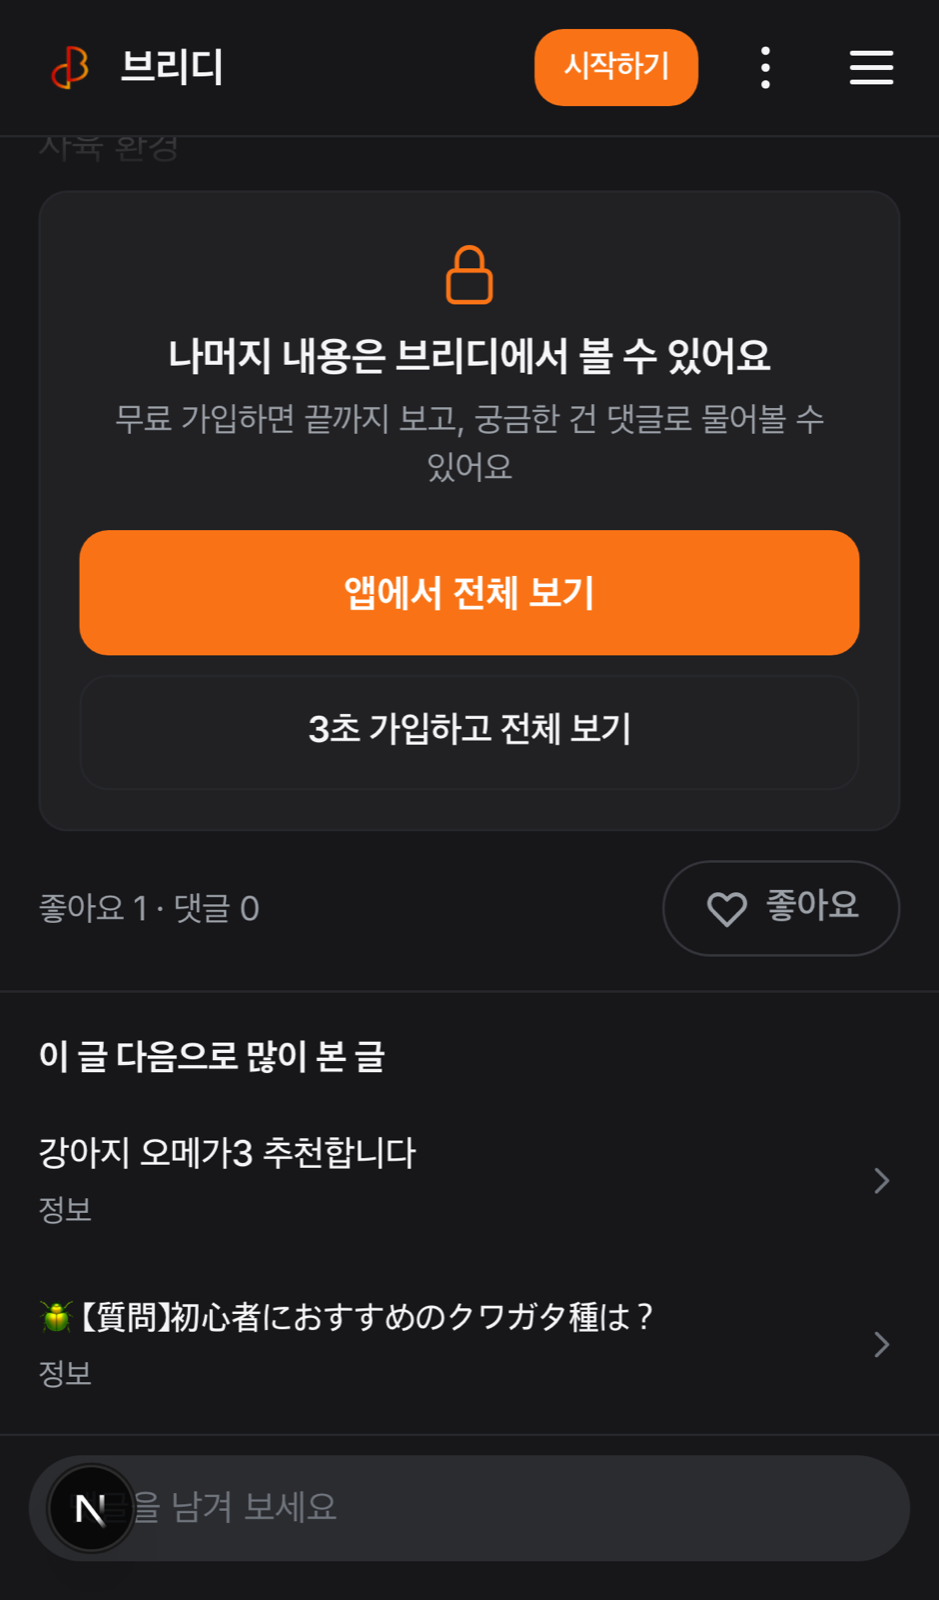 브리디
시작하기
사육 환경
나머지 내용은 브리디에서 볼 수 있어요
무료 가입하면 끝까지 보고, 궁금한 건 댓글로 물어볼 수
있어요
앱에서 전체 보기
3초 가입하고 전체 보기
좋아요 1 · 댓글 0
좋아요
이 글 다음으로 많이 본 글
강아지 오메가3 추천합니다
정보
🪲【質問】初心者におすすめのクワガタ種は？
정보
N
댓글을 남겨 보세요